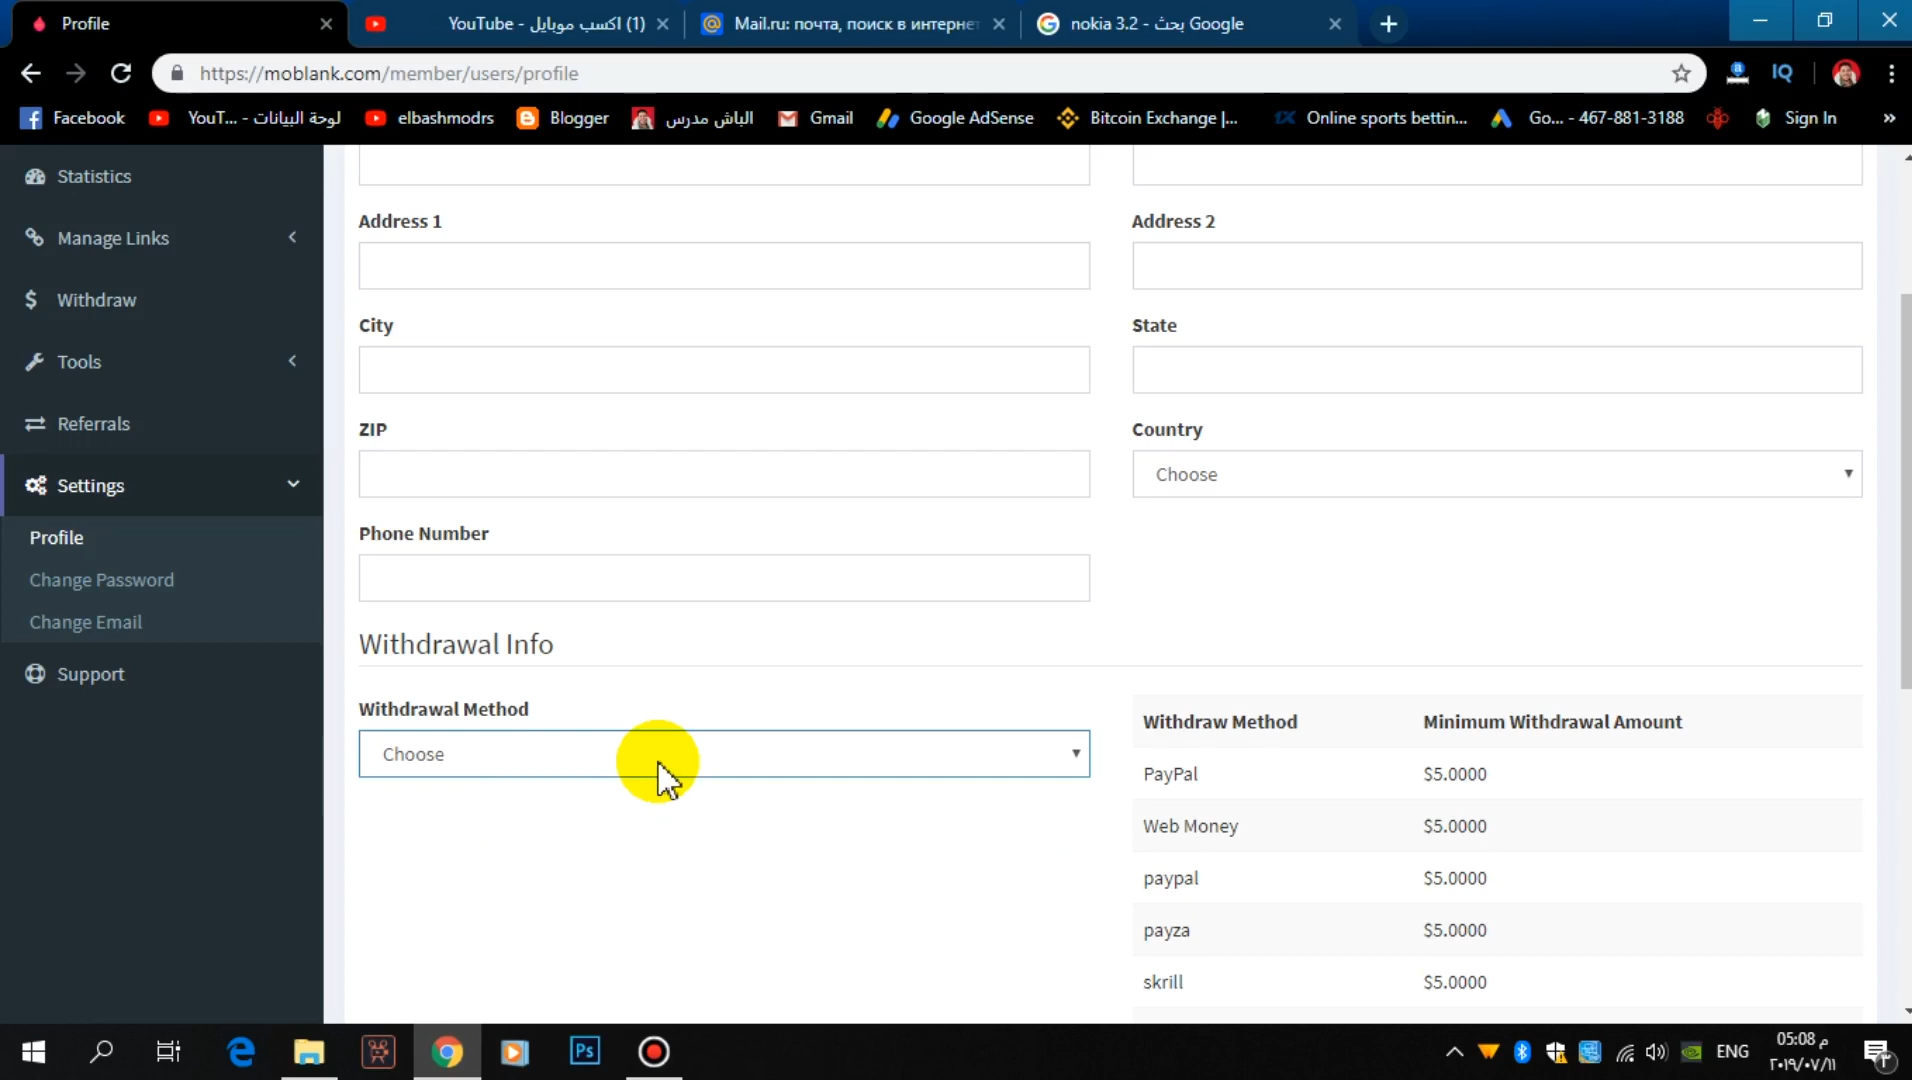 Profile
YouTube - اكسب موبايل (1)
Mail.ru: почта, поиск в интерне
nokia 3.2 - بحث Google
https://moblank.com/member/users/profile
IQ
Facebook
YouT... - لوحة البيانات
elbashmodrs
Blogger
الباش مدرس
Gmail
Google AdSense
Bitcoin Exchange |...
Online sports bettin...
Go... - 467-881-3188
Sign In
»
Statistics
Manage Links
Withdraw
Tools
Referrals
Settings
Profile
Change Password
Change Email
Support
Address 1
Address 2
City
State
ZIP
Country
Choose
Phone Number
Withdrawal Info
Withdrawal Method
Choose
Withdraw Method Minimum Withdrawal Amount
PayPal $5.0000
Web Money $5.0000
paypal $5.0000
payza $5.0000
skrill $5.0000
Ps
ENG
05:08 م
٢٠١٩/٠٧/١١
٣